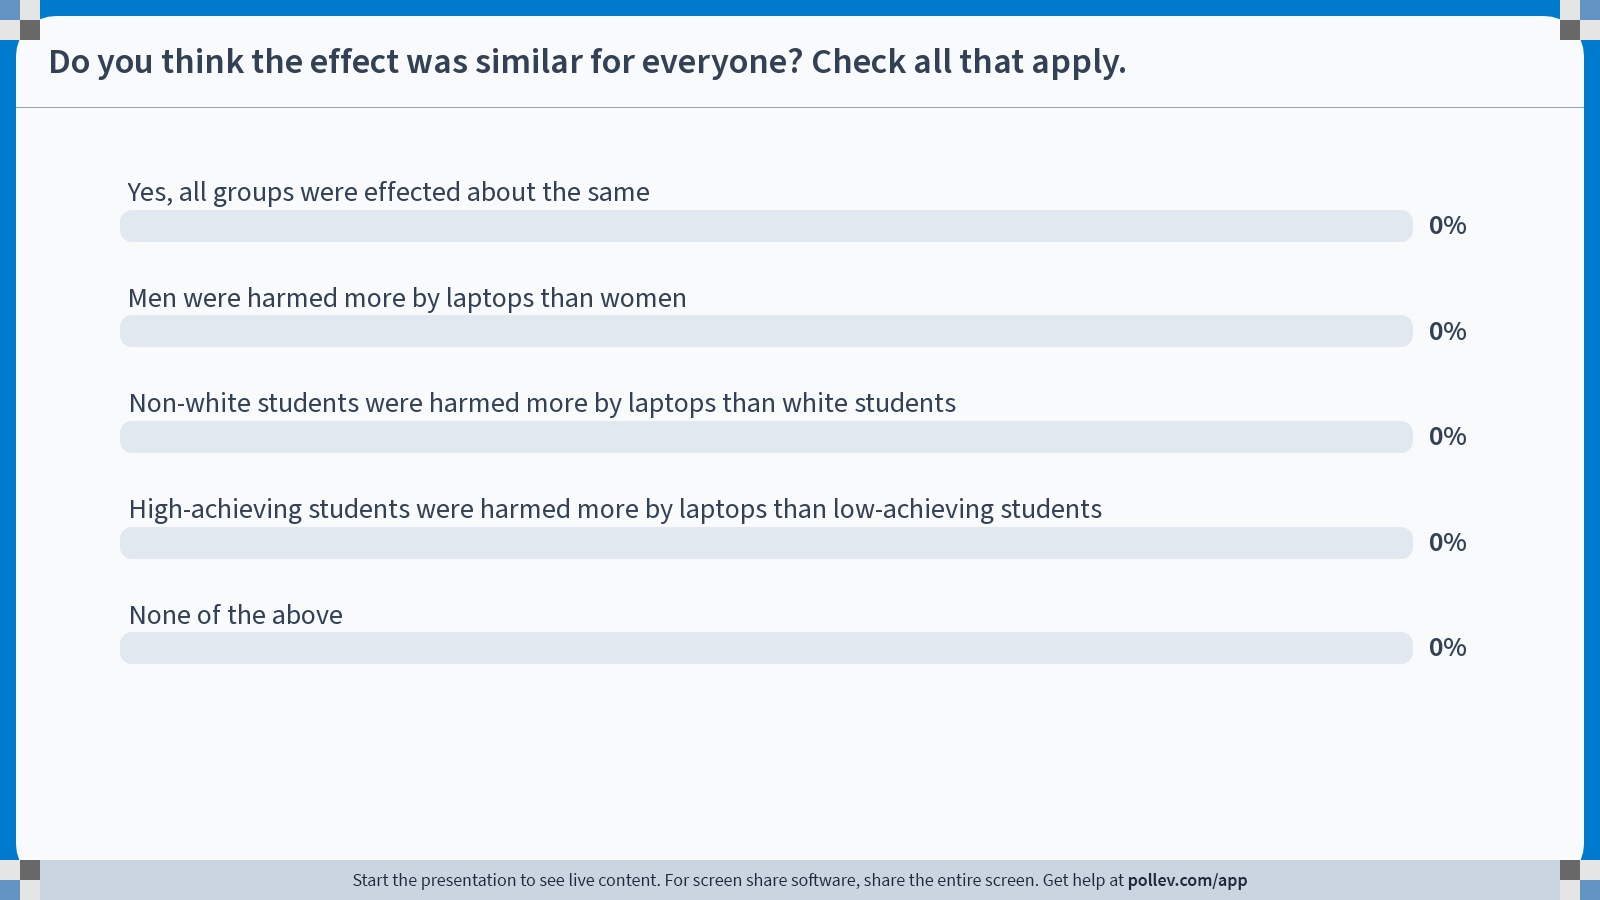 Do you think the effect was similar for everyone? Check all that apply.
Yes, all groups were effected about the same
0%
Men were harmed more by laptops than women
0%
Non-white students were harmed more by laptops than white students
0%
High-achieving students were harmed more by laptops than low-achieving students
0%
None of the above
0%
Start the presentation to see live content. For screen share software, share the entire screen. Get help at pollev.com/app